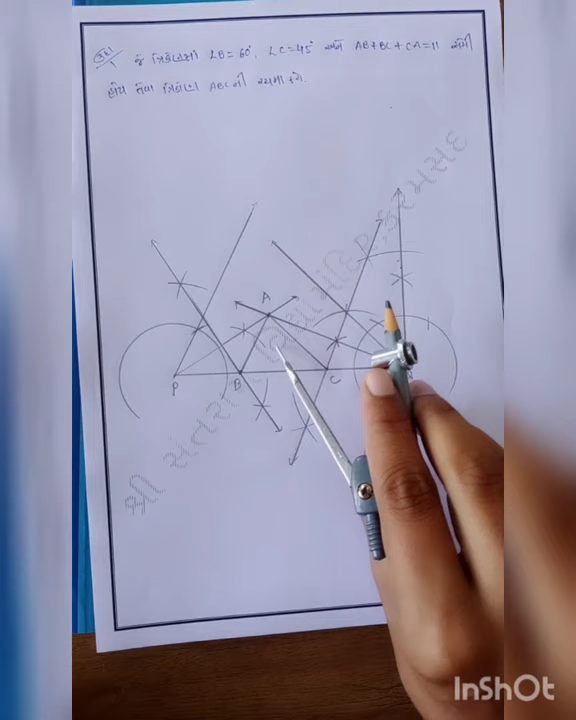 જે ત્રિકોણમાં ∠B = 60°, ∠C = 45° અને AB + BC + CA = 11 સેમી
હોય તેવા ત્રિકોણ ABC ની રચના કરો.
A
P B C
InShOt